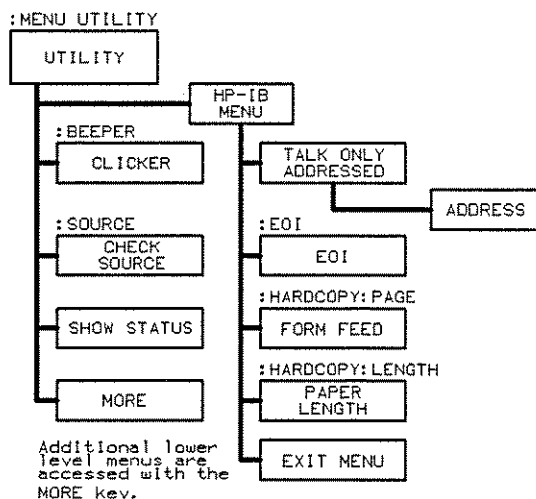 :MENU UTILITY
UTILITY
HP-IB
MENU
:BEEPER
CLICKER
TALK ONLY
ADDRESSED
ADDRESS
:SOURCE
CHECK
SOURCE
:EOI
EOI
SHOW STATUS
:HARDCOPY:PAGE
FORM FEED
:HARDCOPY:LENGTH
PAPER
LENGTH
MORE
EXIT MENU
Additional lower
level menus are
accessed with the
MORE key.